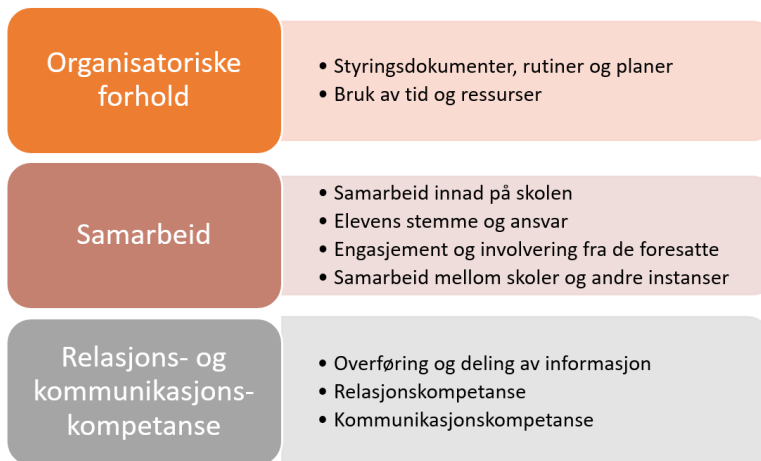 Organisatoriske
forhold
• Styringsdokumenter, rutiner og planer
• Bruk av tid og ressurser
Samarbeid
• Samarbeid innad på skolen
• Elevens stemme og ansvar
• Engasjement og involvering fra de foresatte
• Samarbeid mellom skoler og andre instanser
Relasjons- og
kommunikasjons-
kompetanse
• Overføring og deling av informasjon
• Relasjonskompetanse
• Kommunikasjonskompetanse